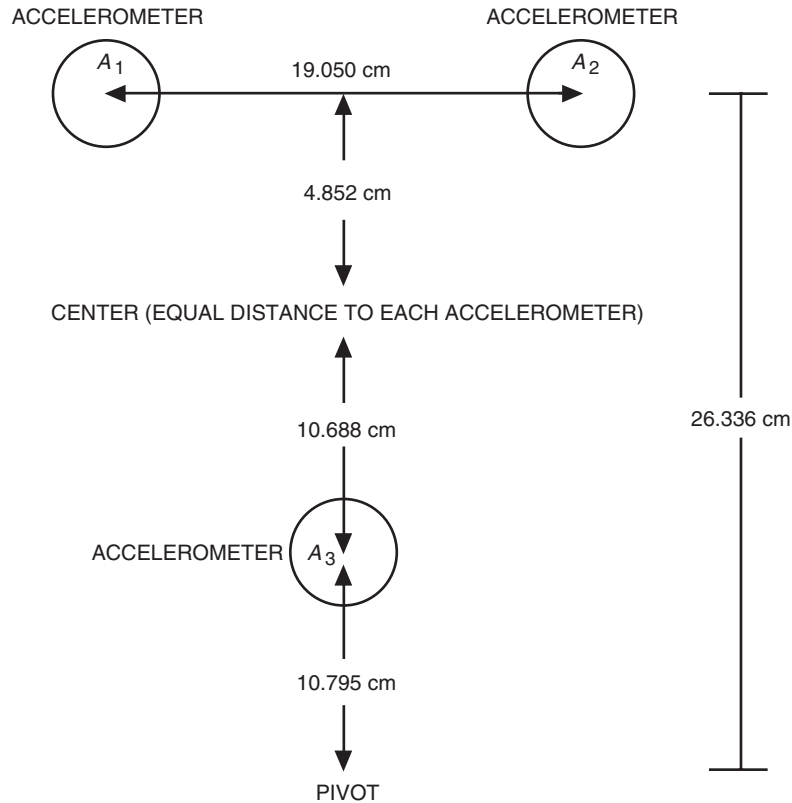 ACCELEROMETER
ACCELEROMETER
A1
A2
19.050 cm
4.852 cm
CENTER (EQUAL DISTANCE TO EACH ACCELEROMETER)
26.336 cm
10.688 cm
ACCELEROMETER
A3
10.795 cm
PIVOT